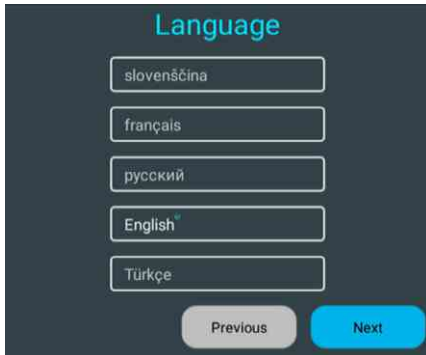 Language
slovenščina
français
русский
English
Türkçe
Previous
Next